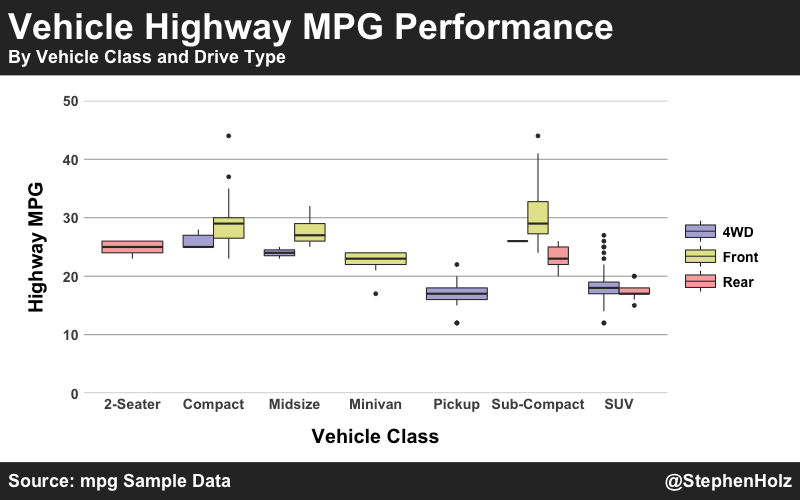 Vehicle Highway MPG Performance
By Vehicle Class and Drive Type
Highway MPG
50
40
30
20
10
0
2-Seater Compact Midsize Minivan Pickup Sub-Compact SUV
Vehicle Class
4WD
Front
Rear
Source: mpg Sample Data
@StephenHolz